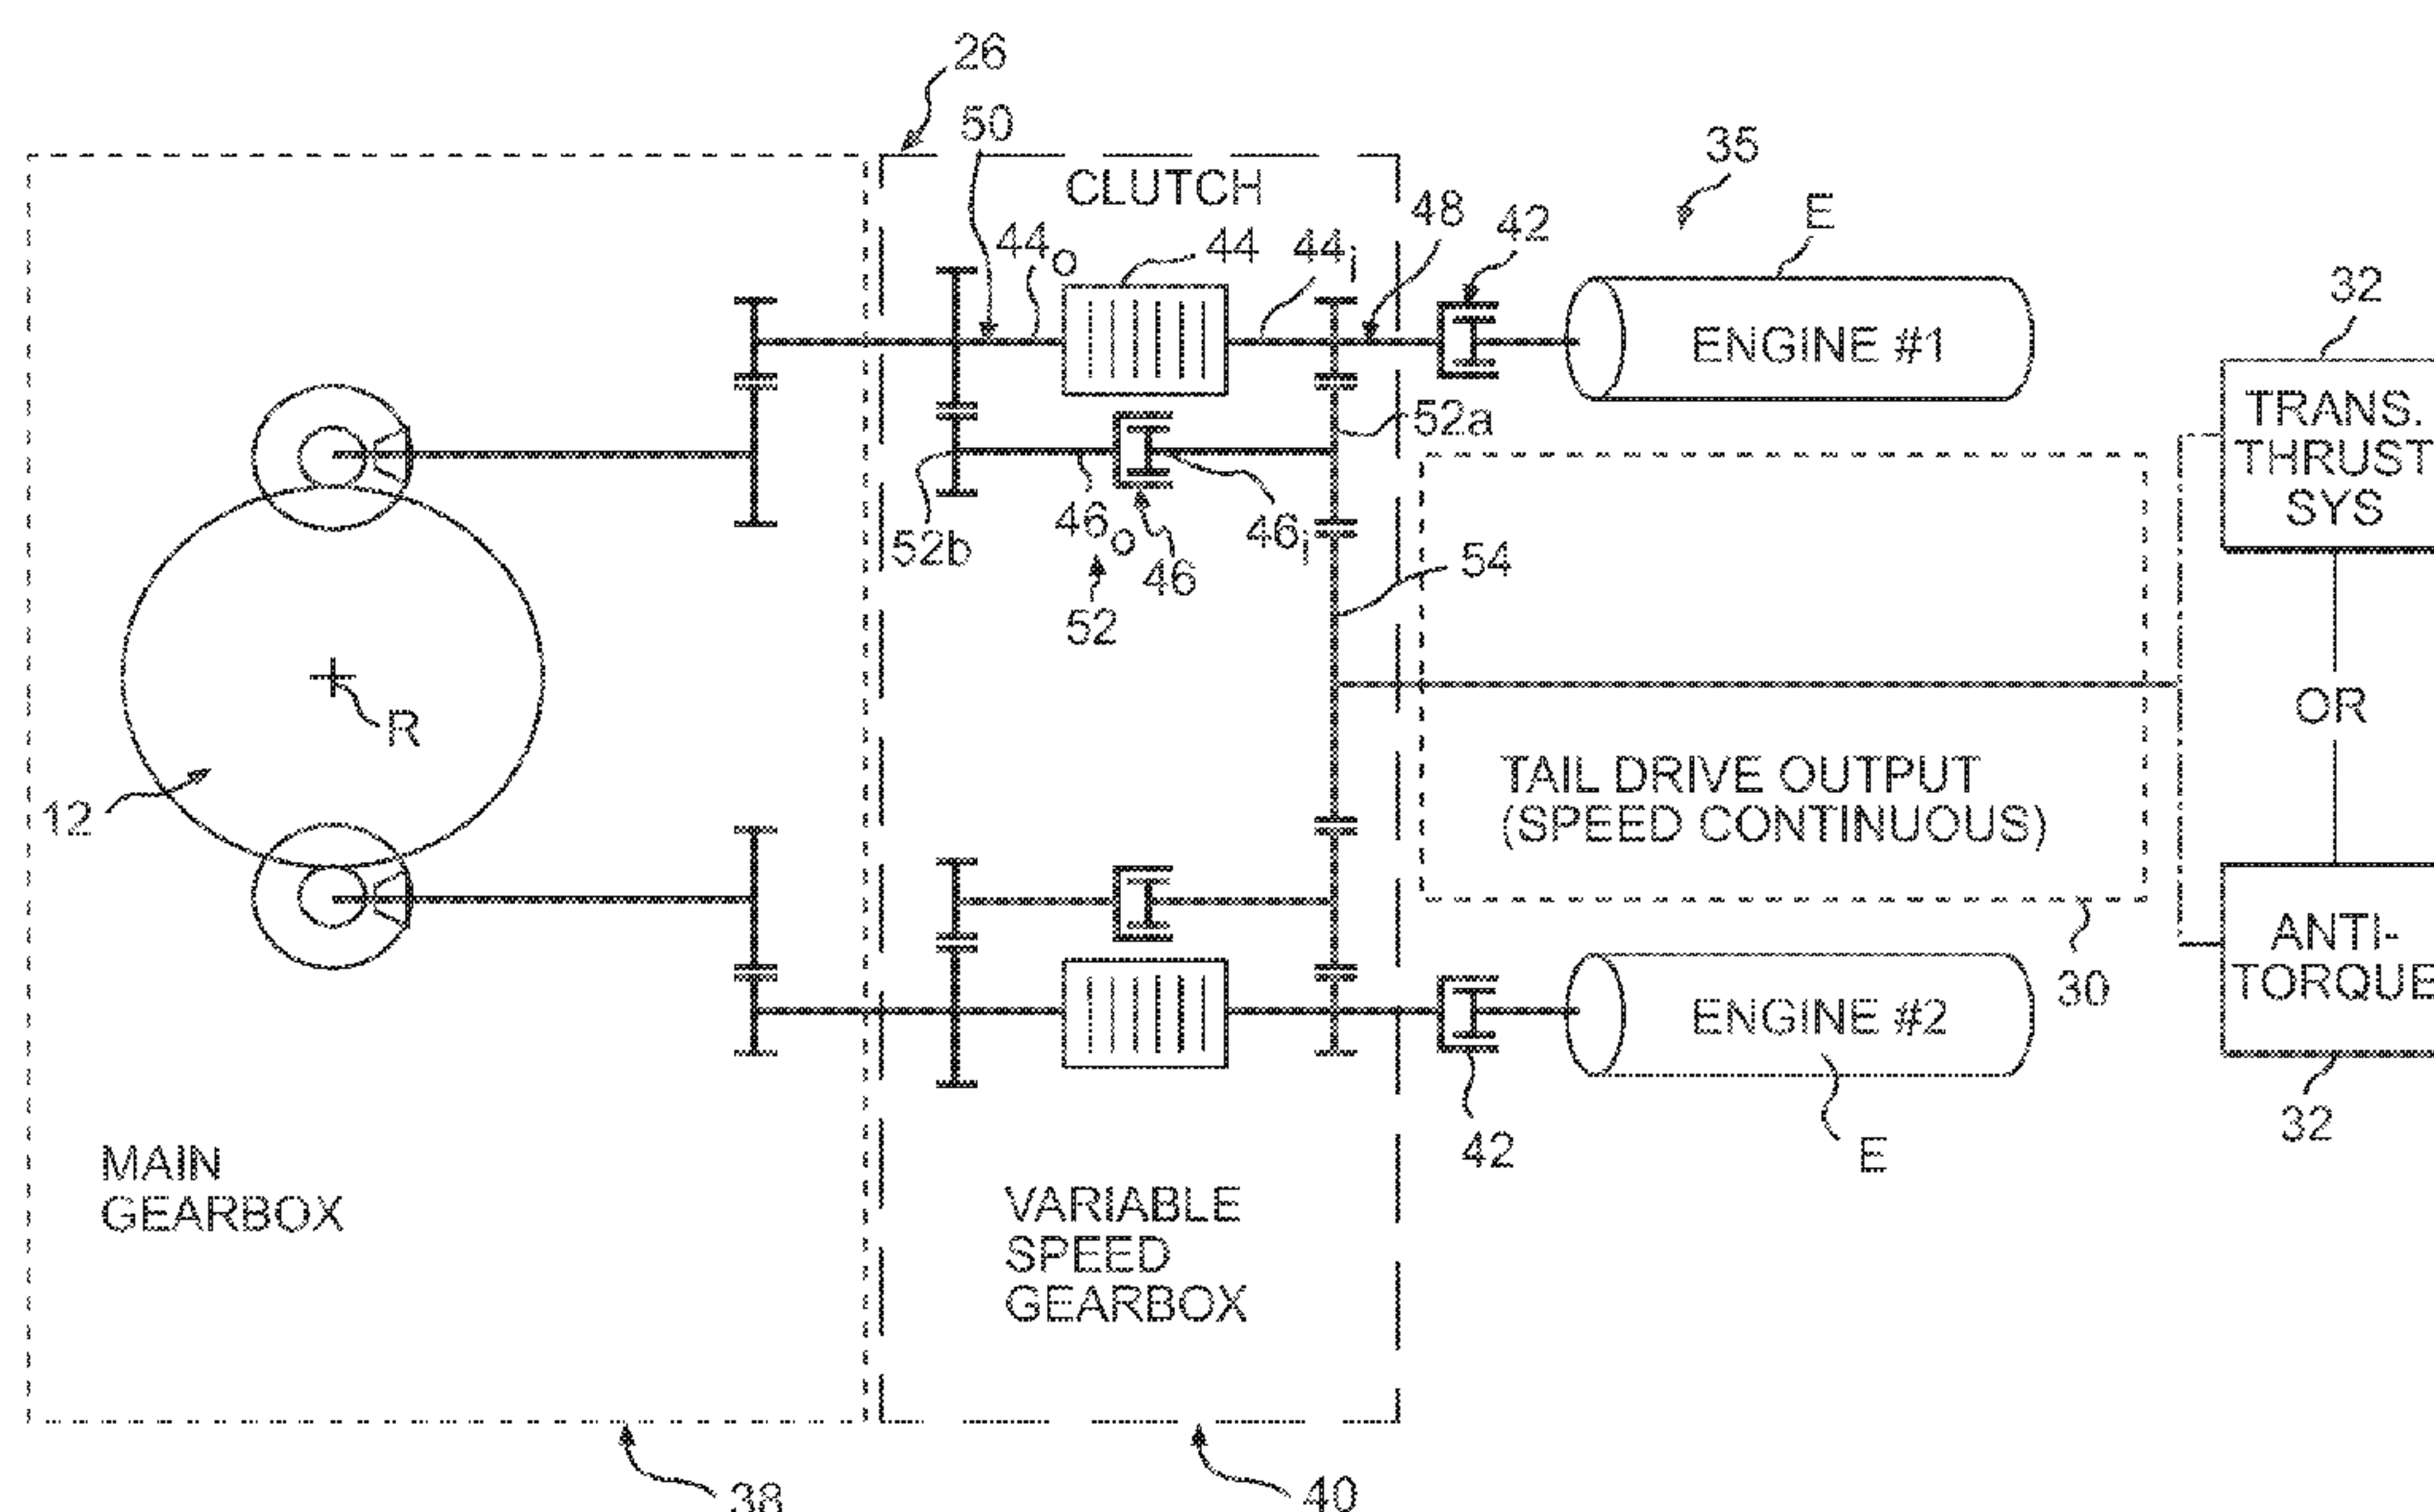 26
50
CLUTCH
35
E
48
42
44o
44
44i
32
ENGINE #1
TRANS.
THRUST
SYS
52a
52b
46o
46
46i
52
54
OR
R
12
TAIL DRIVE OUTPUT
(SPEED CONTINUOUS)
ANTI-
TORQUE
30
ENGINE #2
32
42
E
MAIN
GEARBOX
VARIABLE
SPEED
GEARBOX
38
40